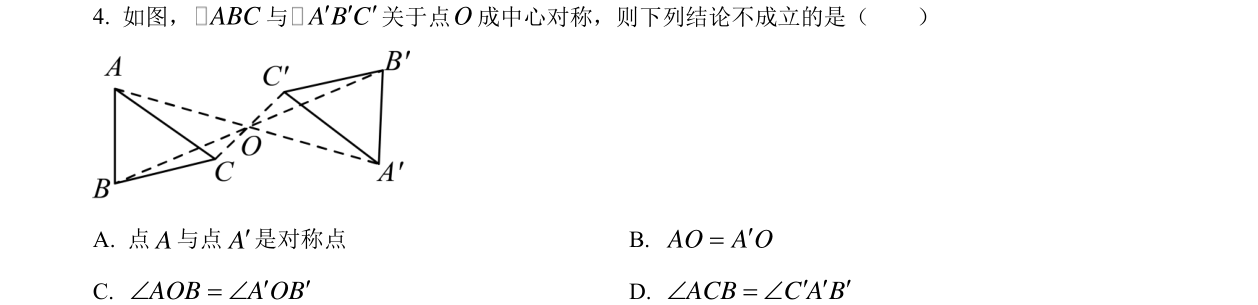 4. 如图，□ABC 与□ A′B′C′ 关于点 O 成中心对称，则下列结论不成立的是（　　）
A
C′
B′
O
C
B
A′
A. 点 A 与点 A′ 是对称点
B. AO = A′O
C. ∠AOB = ∠A′OB′
D. ∠ACB = ∠C′A′B′